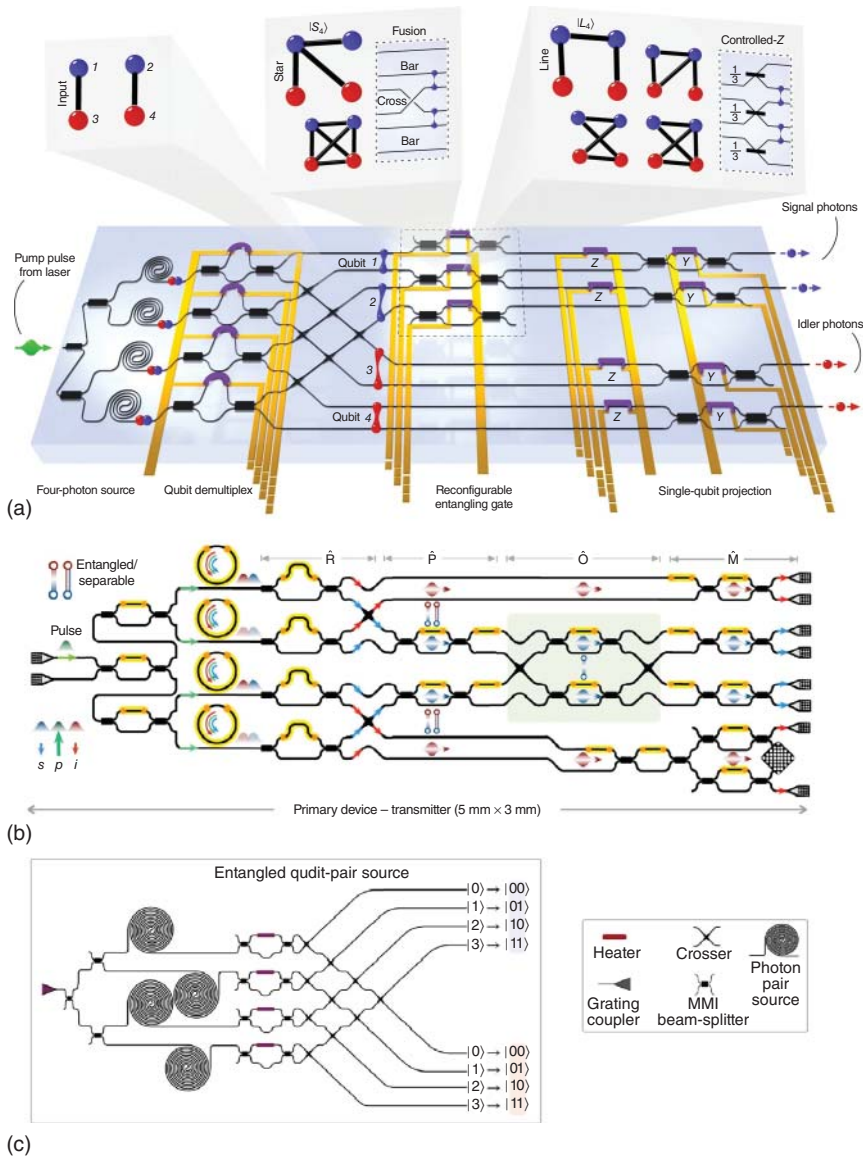 |S4⟩
Fusion
|L4⟩
Controlled-Z
Input
1
2
3
4
Star
Bar
Cross
Bar
Line
1/3
1/3
1/3
Signal photons
Pump pulse
from laser
Qubit 1
2
Z
Y
Z
Y
Idler photons
3
Z
Y
Qubit 4
Z
Y
Four-photon source
Qubit demultiplex
Reconfigurable
entangling gate
Single-qubit projection
(a)
Entangled/
separable
R̂
P̂
Ô
M̂
Pulse
s p i
Primary device – transmitter (5 mm × 3 mm)
(b)
Entangled qudit-pair source
|0⟩ → |00⟩
|1⟩ → |01⟩
|2⟩ → |10⟩
|3⟩ → |11⟩
|0⟩ → |00⟩
|1⟩ → |01⟩
|2⟩ → |10⟩
|3⟩ → |11⟩
Heater
Crosser
Photon
pair
source
Grating
coupler
MMI
beam-splitter
(c)